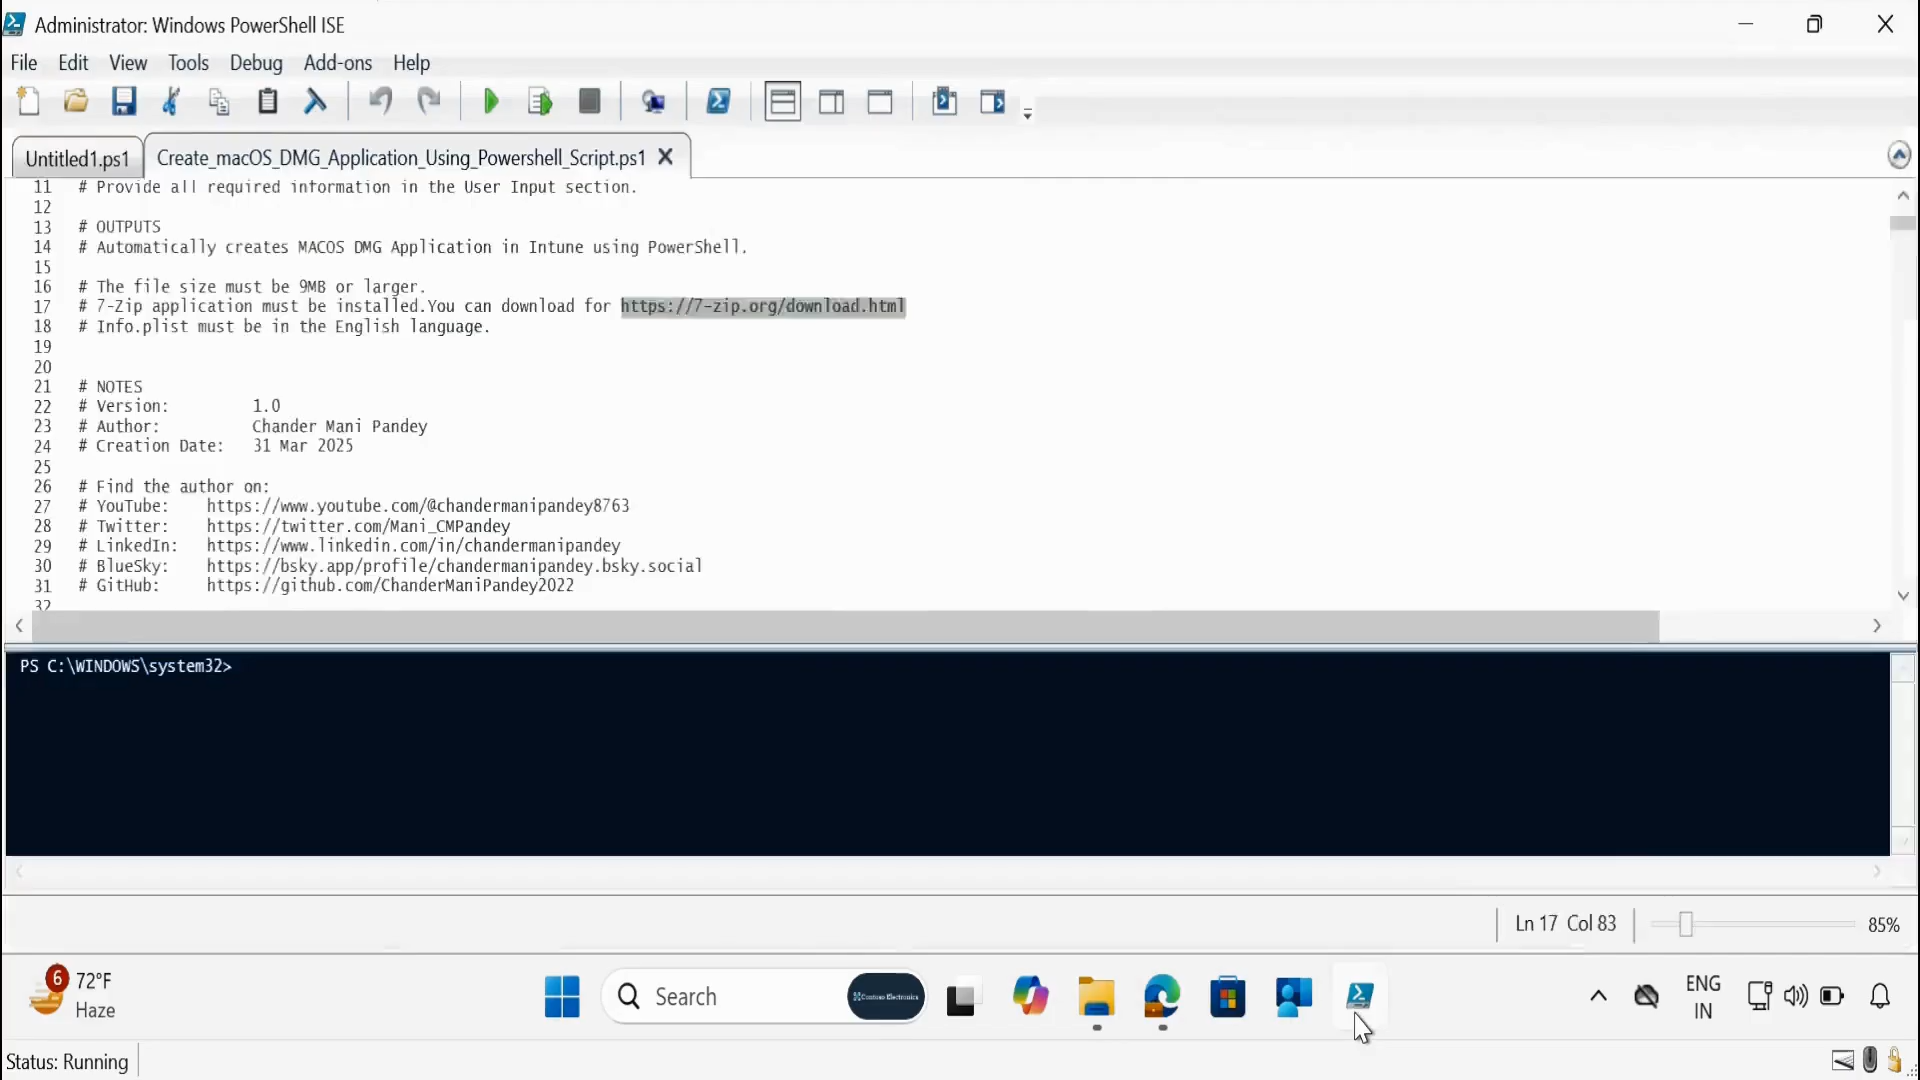 Administrator: Windows PowerShell ISE
File Edit View Tools Debug Add-ons Help
Untitled1.ps1 Create_macOS_DMG_Application_Using_Powershell_Script.ps1
11 # Provide all required information in the User Input section.
12
13 # OUTPUTS
14 # Automatically creates MACOS DMG Application in Intune using PowerShell.
15
16 # The file size must be 9MB or larger.
17 # 7-Zip application must be installed.You can download for https://7-zip.org/download.html
18 # Info.plist must be in the English language.
19
20
21 # NOTES
22 # Version: 1.0
23 # Author: Chander Mani Pandey
24 # Creation Date: 31 Mar 2025
25
26 # Find the author on:
27 # YouTube: https://www.youtube.com/@chandermanipandey8763
28 # Twitter: https://twitter.com/Mani_CMPandey
29 # LinkedIn: https://www.linkedin.com/in/chandermanipandey
30 # BlueSky: https://bsky.app/profile/chandermanipandey.bsky.social
31 # GitHub: https://github.com/ChanderManiPandey2022
32
PS C:\WINDOWS\system32>
Ln 17 Col 83 85%
6 72°F
Haze
Search
Contoso Electronics
ENG
IN
Status: Running